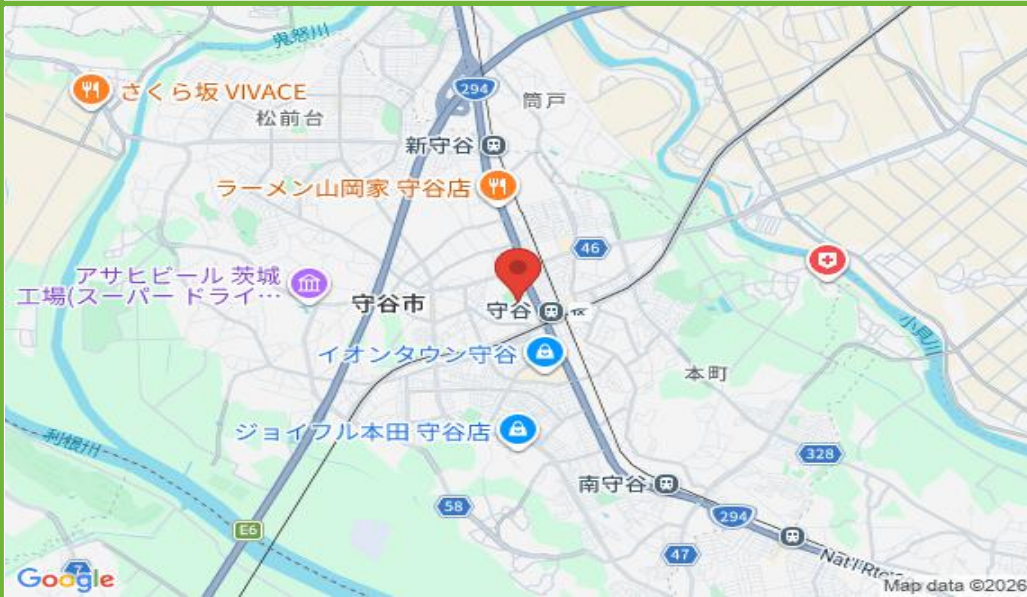 鬼怒川
294
さくら坂 VIVACE
筒戸
松前台
新守谷
ラーメン山岡家 守谷店
46
アサヒビール 茨城
工場(スーパー ドライ…
守谷市
守谷
小貝川
イオンタウン守谷
本町
ジョイフル本田 守谷店
利根川
328
南守谷
58
294
E6
47
Nat'l Rte
7
Google
Map data ©2026